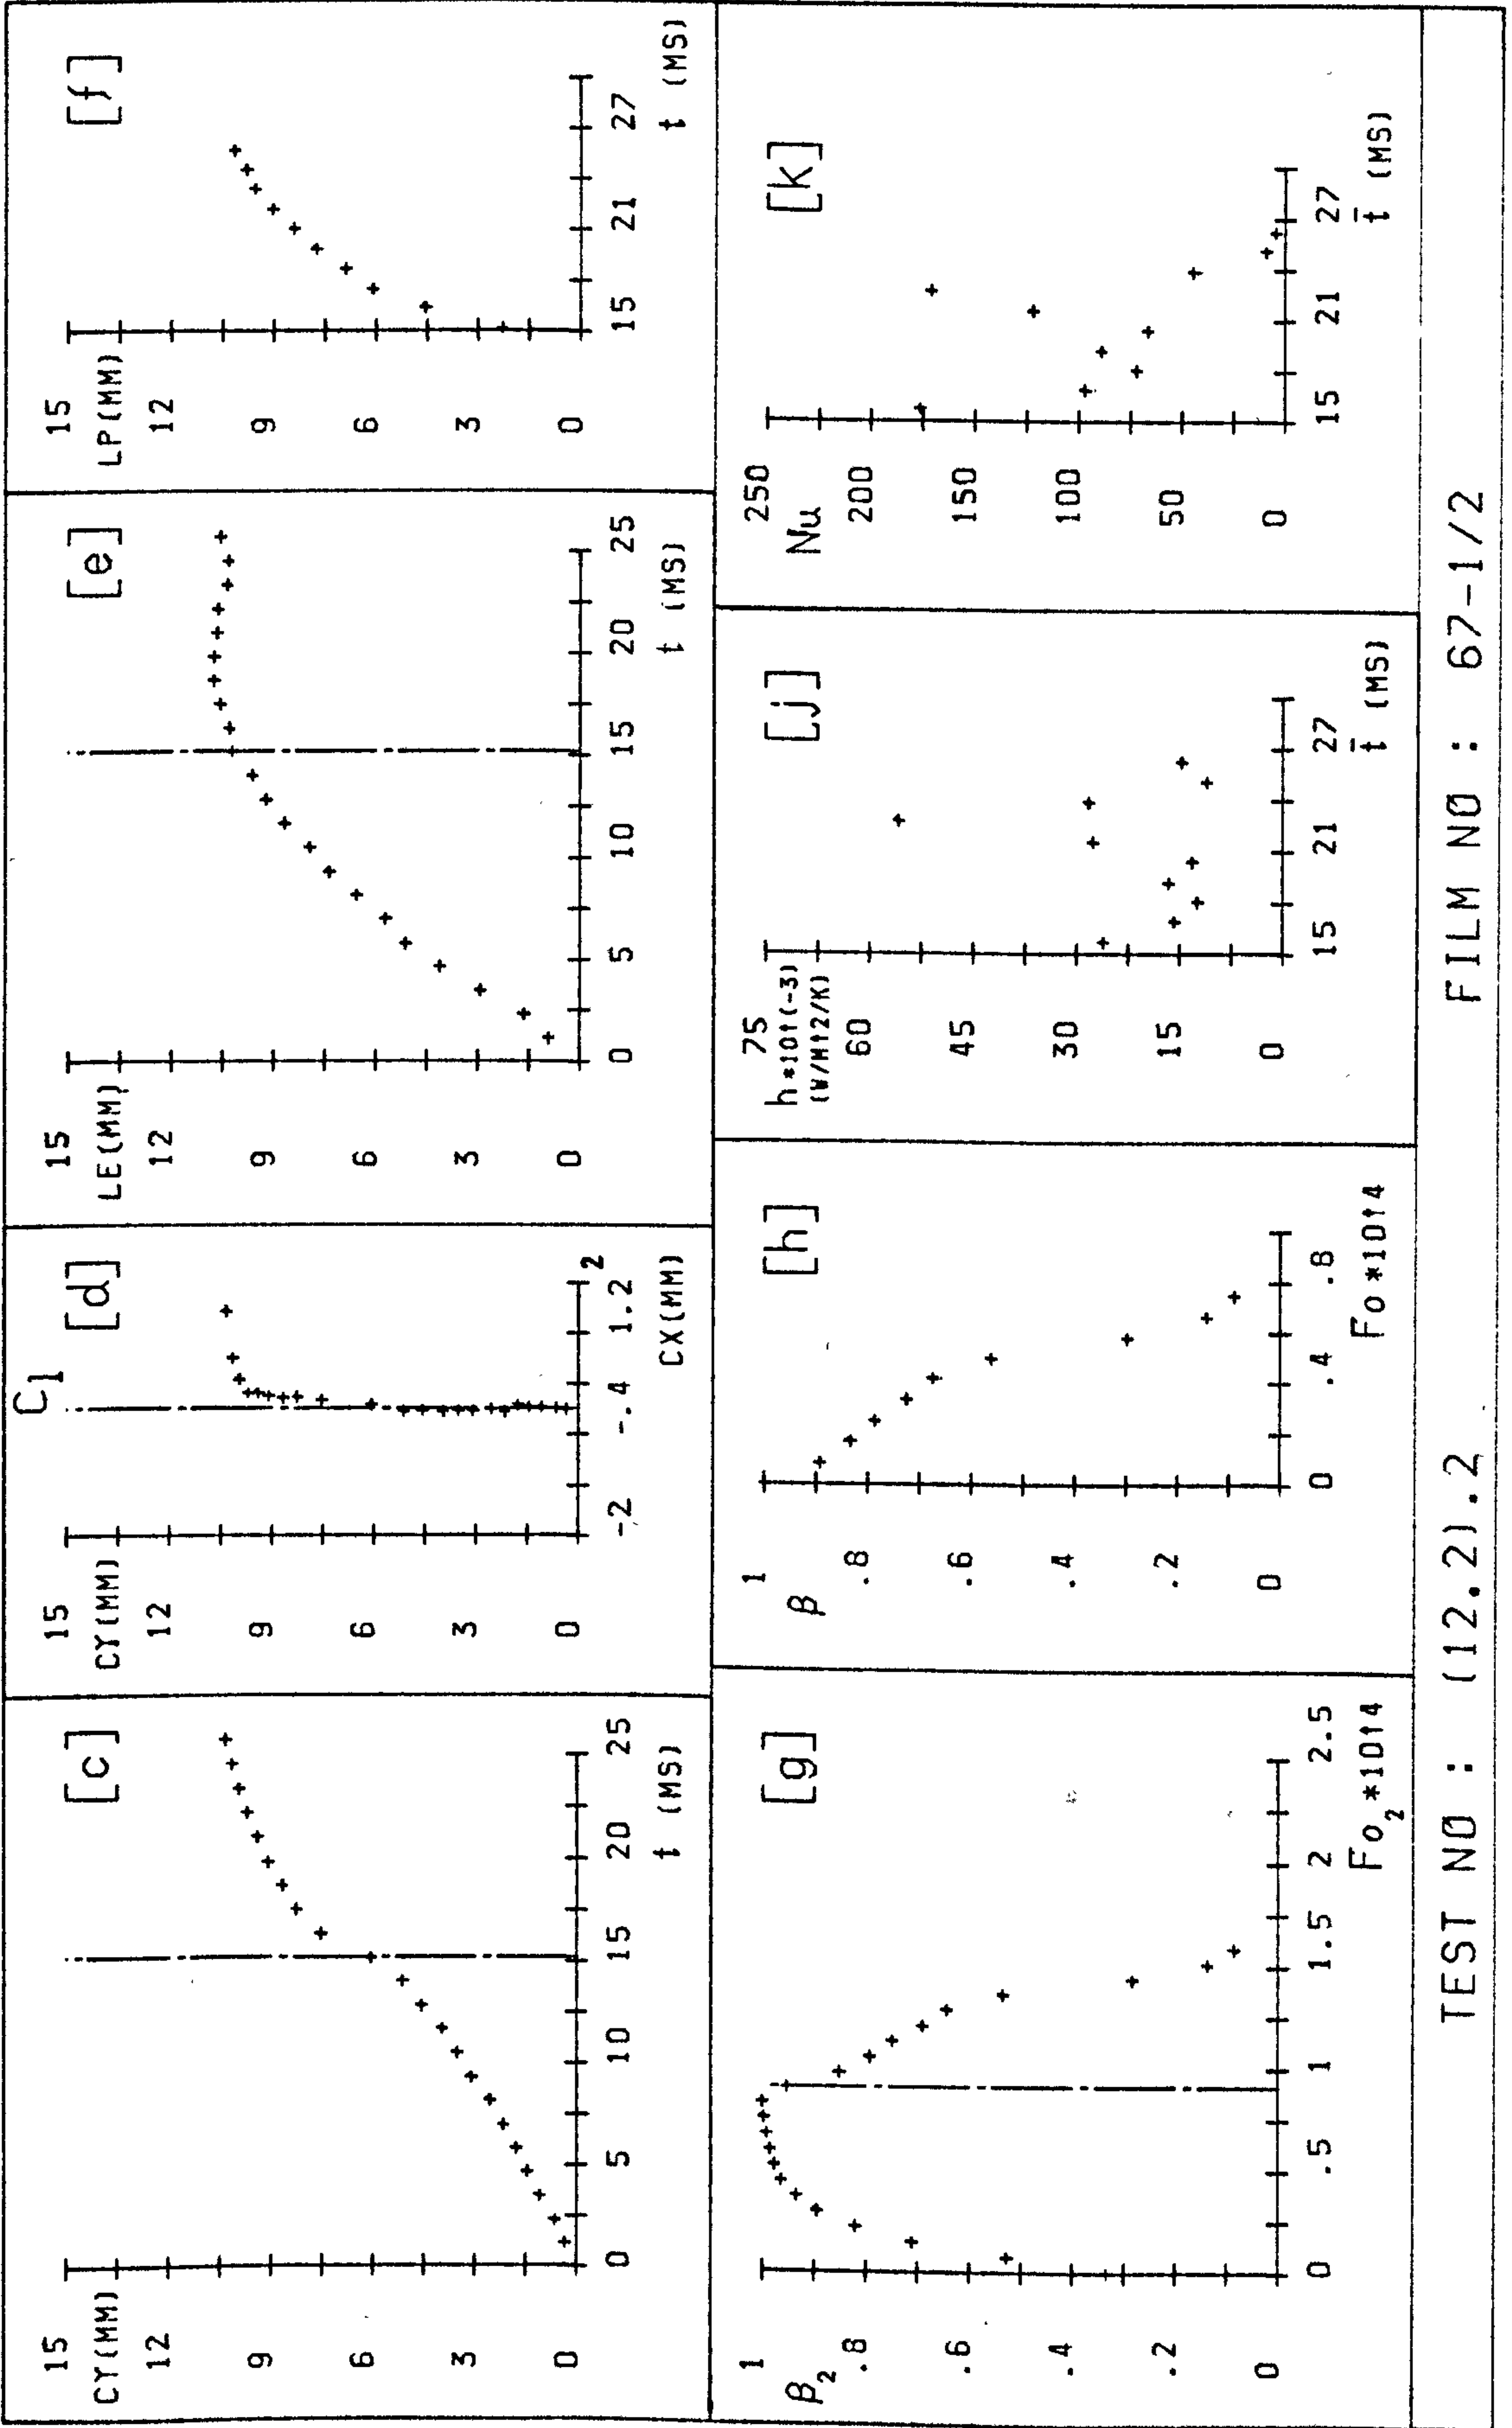 15
CY(MM)
12
9
6
3
0
[c]
0 5 10 15 20 25
t (MS)
C1
15
CY(MM)
12
9
6
3
0
[d]
-2 -.4 1.2 2
CX(MM)
15
LE(MM)
12
9
6
3
0
[e]
0 5 10 15 20 25
t (MS)
15
LP(MM)
12
9
6
3
0
[f]
15 21 27
t (MS)
1
β2
.8
.6
.4
.2
0
[g]
0 .5 1 1.5 2 2.5
Fo2*10↑4
1
β
.8
.6
.4
.2
0
[h]
0 .4 .8
Fo*10↑4
75
h*10↑(-3)
(W/M↑2/K)
60
45
30
15
0
[j]
15 21 27
t̄ (MS)
250
Nu
200
150
100
50
0
[k]
15 21 27
t̄ (MS)
TEST NO : (12.2).2 FILM NO : 67-1/2